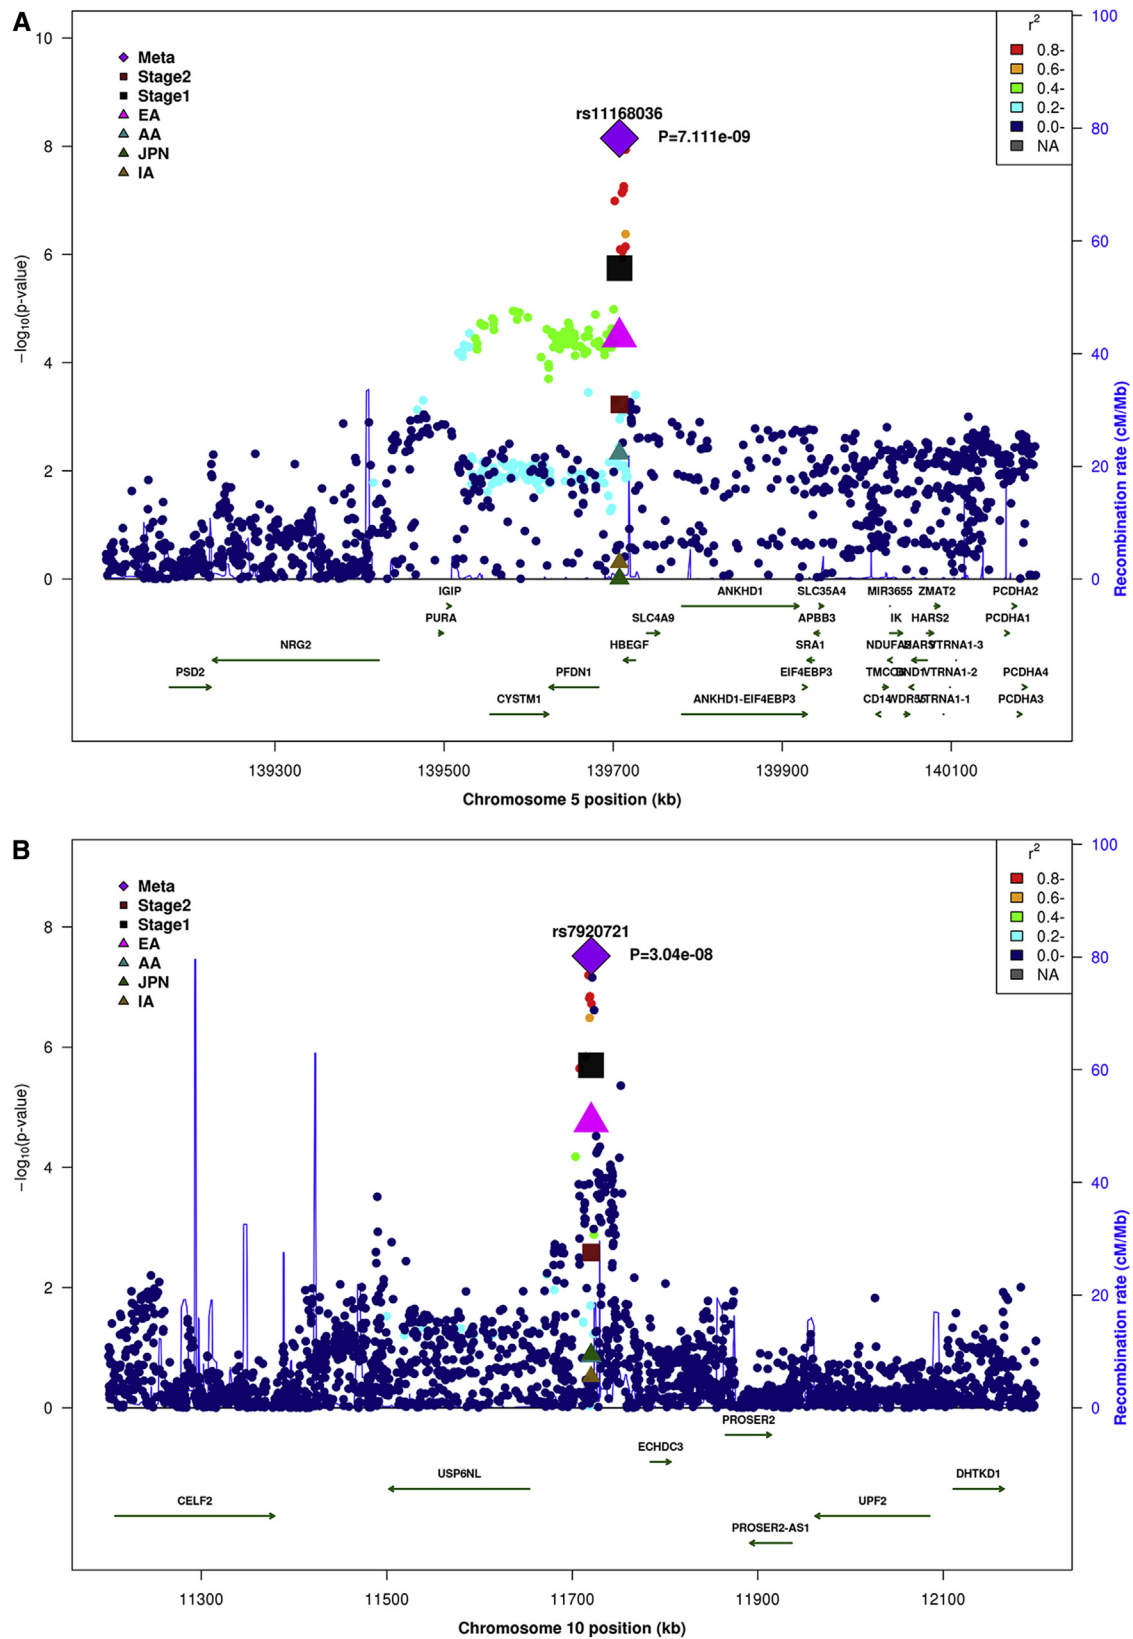 A
Meta
Stage2
Stage1
EA
AA
JPN
IA
rs11168036
P=7.111e-09
r2
0.8-
0.6-
0.4-
0.2-
0.0-
NA
10
8
6
4
2
0
−log10(p-value)
100
80
60
40
20
0
Recombination rate (cM/Mb)
IGIP ANKHD1 SLC35A4 MIR3655 ZMAT2 PCDHA2
PURA SLC4A9 APBB3 IK HARS2 PCDHA1
NRG2 HBEGF SRA1 VTRNA1-3
PSD2 PFDN1 EIF4EBP3 VTRNA1-2 PCDHA4
CYSTM1 ANKHD1-EIF4EBP3 CD14 VTRNA1-1 PCDHA3
139300 139500 139700 139900 140100
Chromosome 5 position (kb)
B
Meta
Stage2
Stage1
EA
AA
JPN
IA
rs7920721
P=3.04e-08
r2
0.8-
0.6-
0.4-
0.2-
0.0-
NA
8
6
4
2
0
−log10(p-value)
100
80
60
40
20
0
Recombination rate (cM/Mb)
PROSER2
ECHDC3
USP6NL DHTKD1
CELF2 UPF2
PROSER2-AS1
11300 11500 11700 11900 12100
Chromosome 10 position (kb)